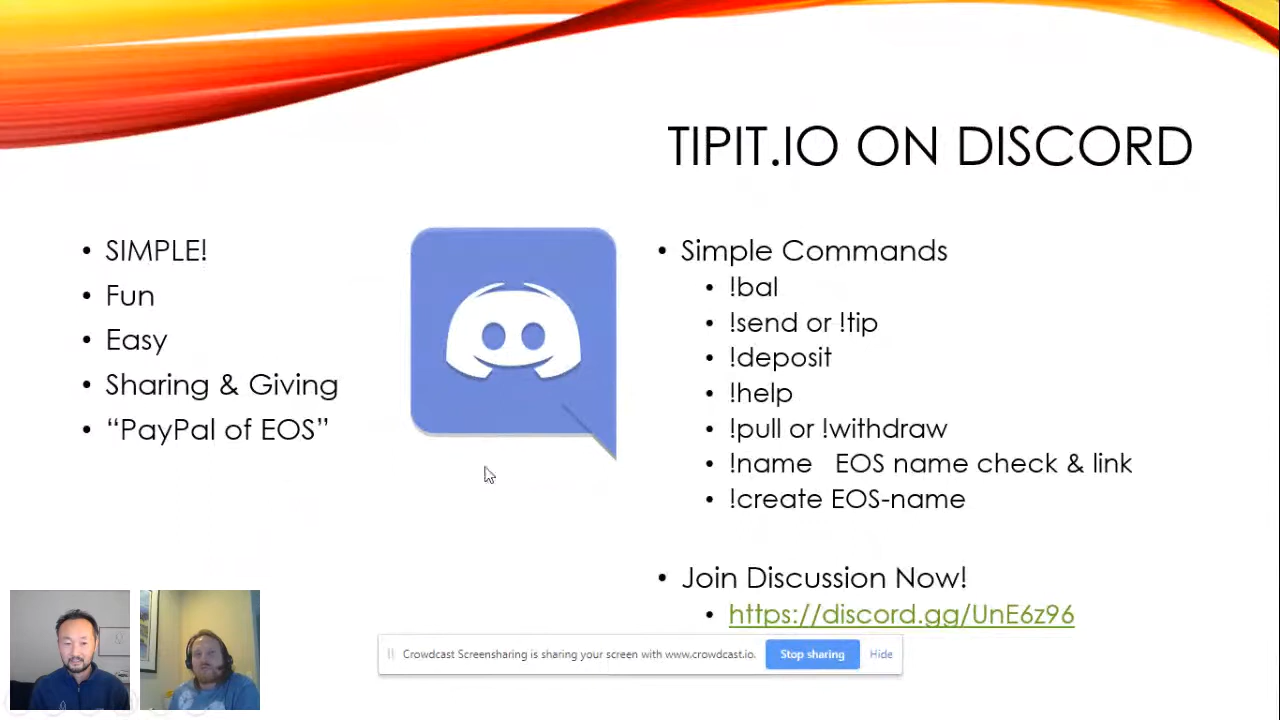 TIPIT.IO ON DISCORD
SIMPLE!
Fun
Easy
Sharing & Giving
“PayPal of EOS”
Simple Commands
!bal
!send or !tip
!deposit
!help
!pull or !withdraw
!name EOS name check & link
!create EOS-name
Join Discussion Now!
https://discord.gg/UnE6z96
Crowdcast Screensharing is sharing your screen with www.crowdcast.io. Stop sharing Hide